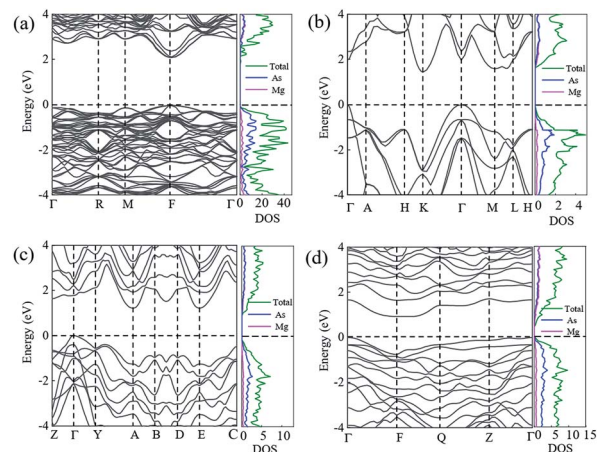 (a)
4
2
0
-2
-4
Energy (eV)
Γ R M F Γ
0 20 40
DOS
Total
As
Mg
(b)
4
2
0
-2
-4
Energy (eV)
Γ A H K Γ M L H
0 2 4
DOS
Total
As
Mg
(c)
4
2
0
-2
-4
Energy (eV)
Z Γ Y A B D E C
0 5 10
DOS
Total
As
Mg
(d)
4
2
0
-2
-4
Energy (eV)
Γ F Q Z Γ
0 5 10 15
DOS
Total
As
Mg